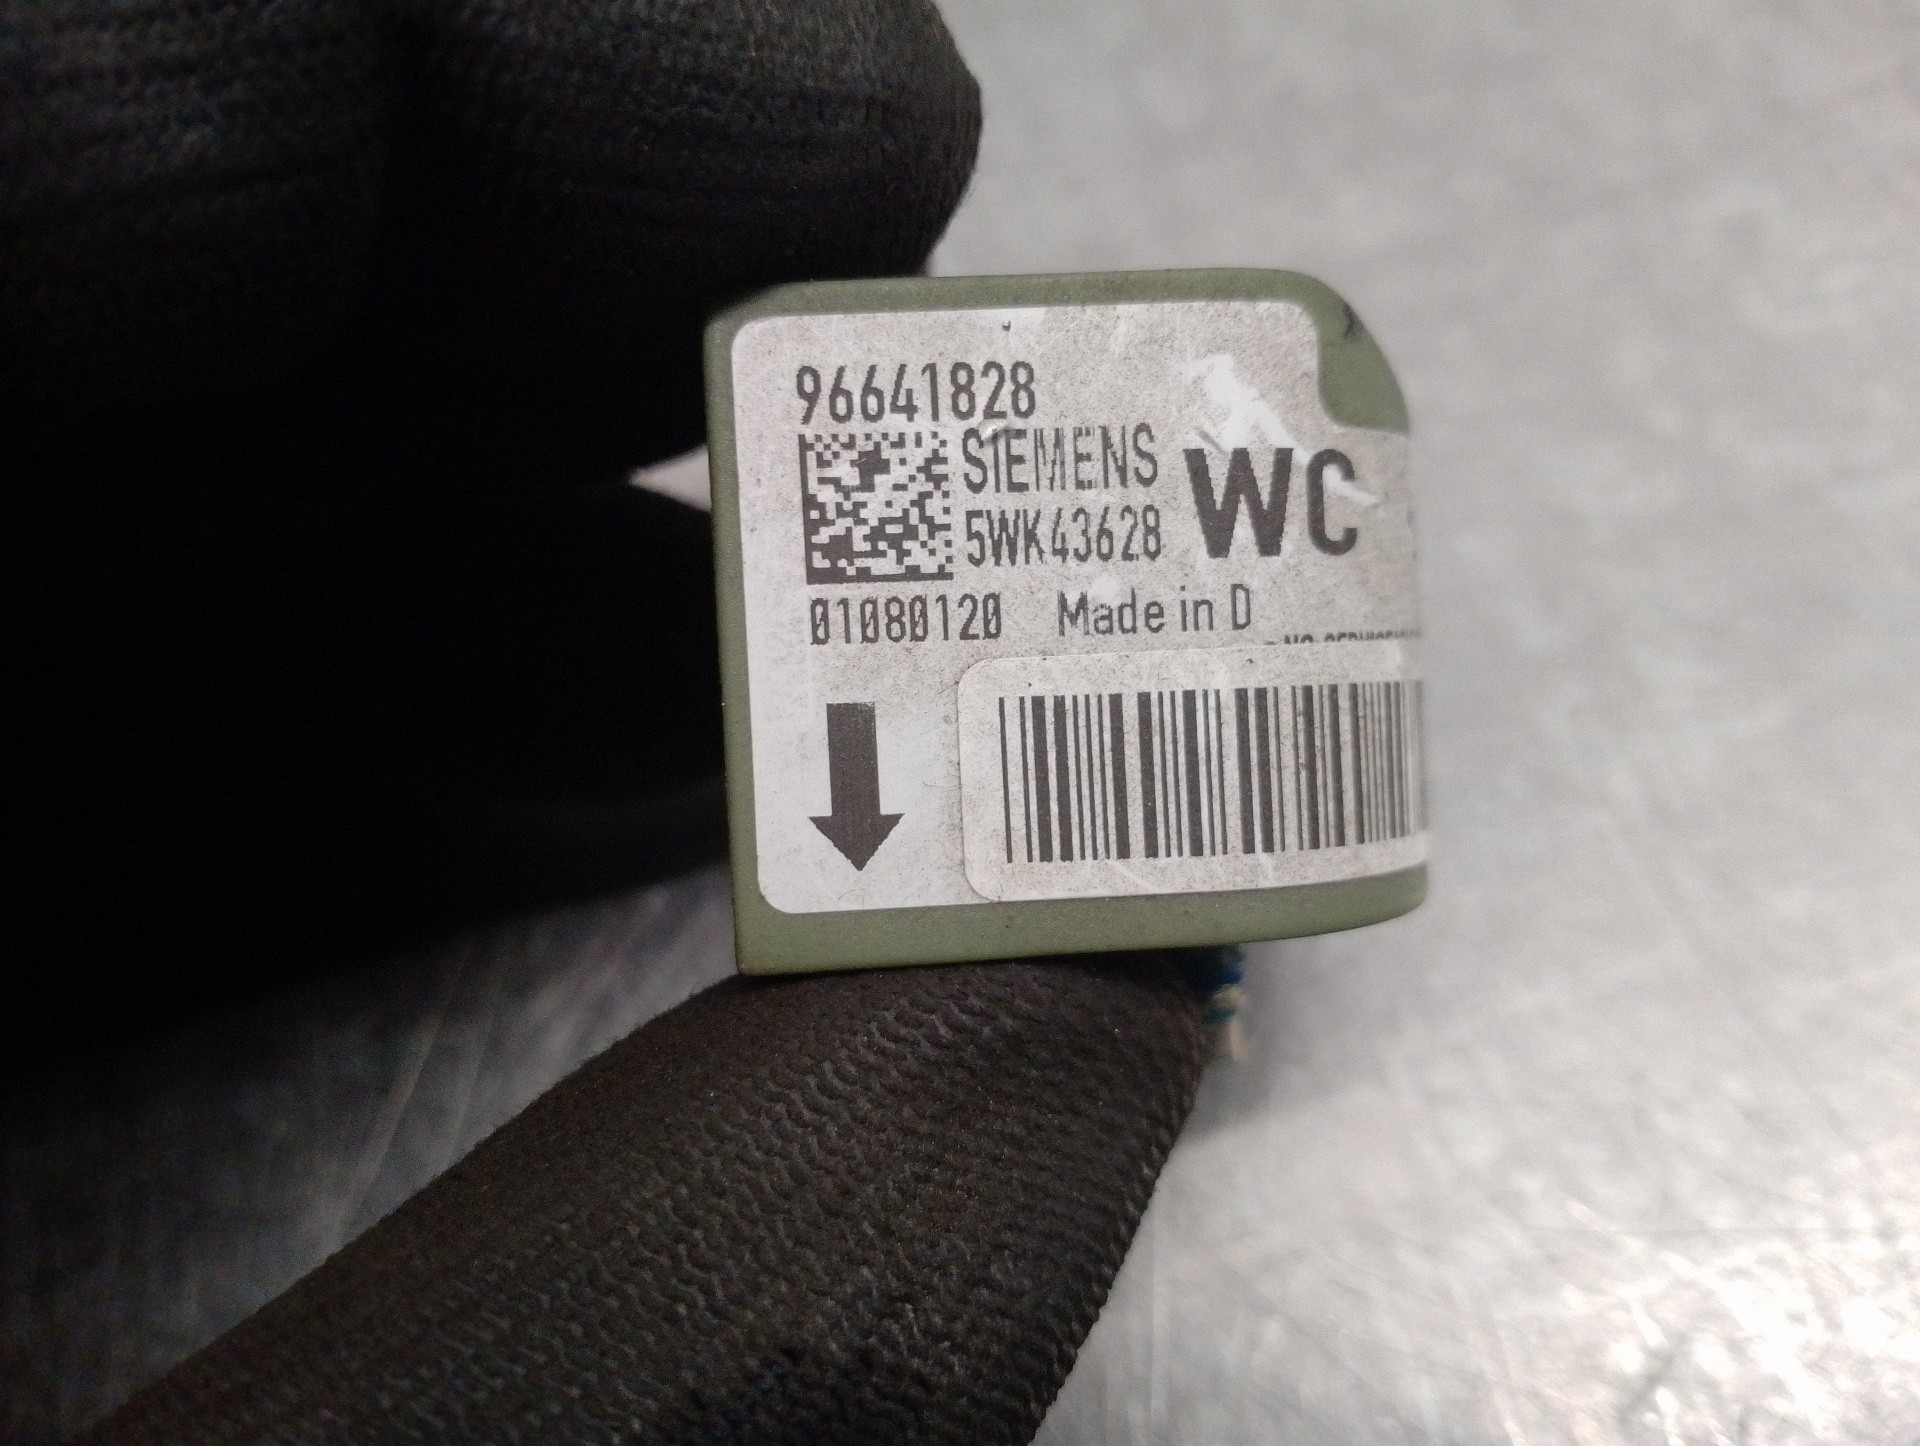 96641828
SIEMENS
5WK43628
WC
01080120 Made in D